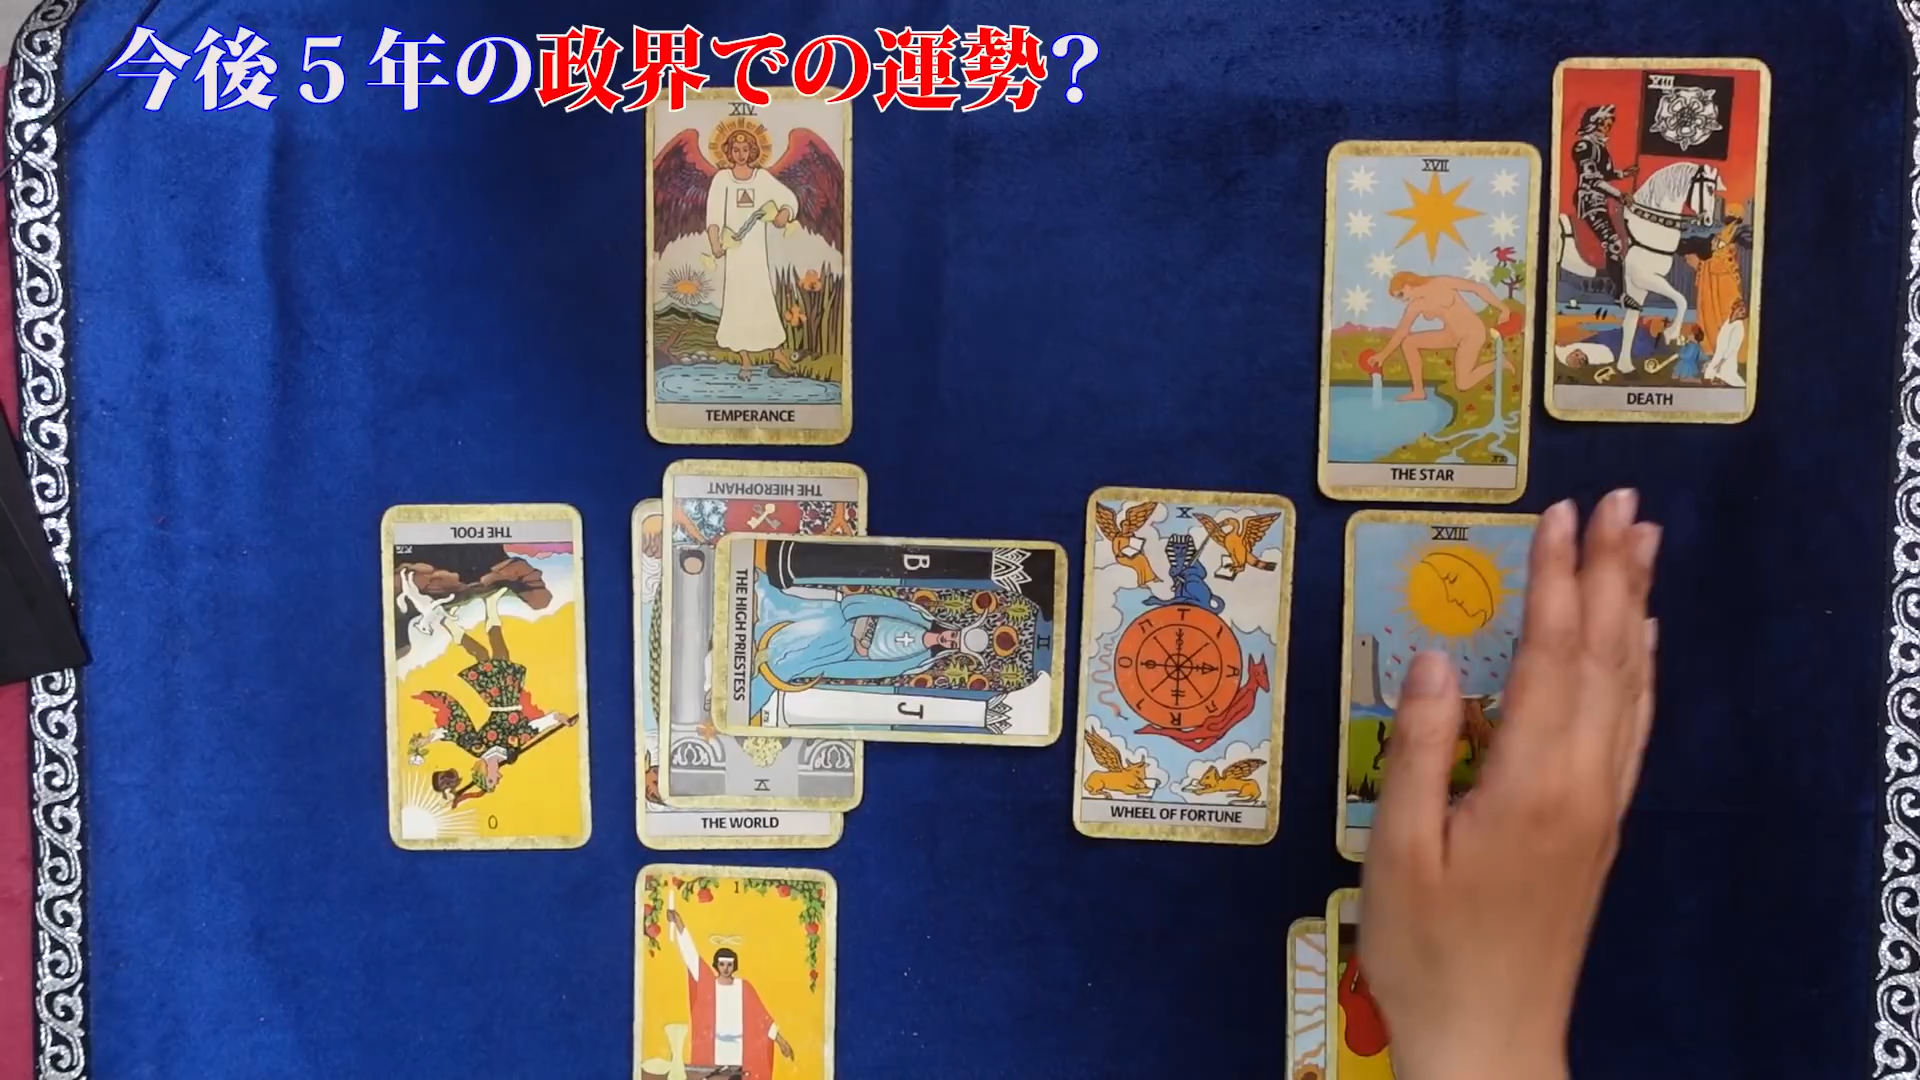 今後５年の政界での運勢？
XIV
TEMPERANCE
XVII
THE STAR
XIII
DEATH
THE FOOL
0
THE HIEROPHANT
V
THE WORLD
THE HIGH PRIESTESS
II
B
J
X
WHEEL OF FORTUNE
XVIII
I